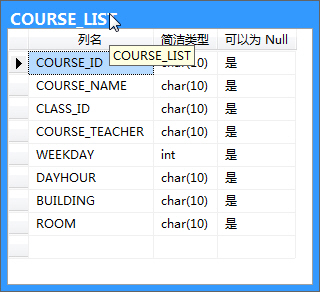 COURSE_LIST
列名 简洁类型 可以为 Null
COURSE_ID char(10) 是
COURSE_LIST
COURSE_NAME char(10) 是
CLASS_ID char(10) 是
COURSE_TEACHER char(10) 是
WEEKDAY int 是
DAYHOUR char(10) 是
BUILDING char(10) 是
ROOM char(10) 是